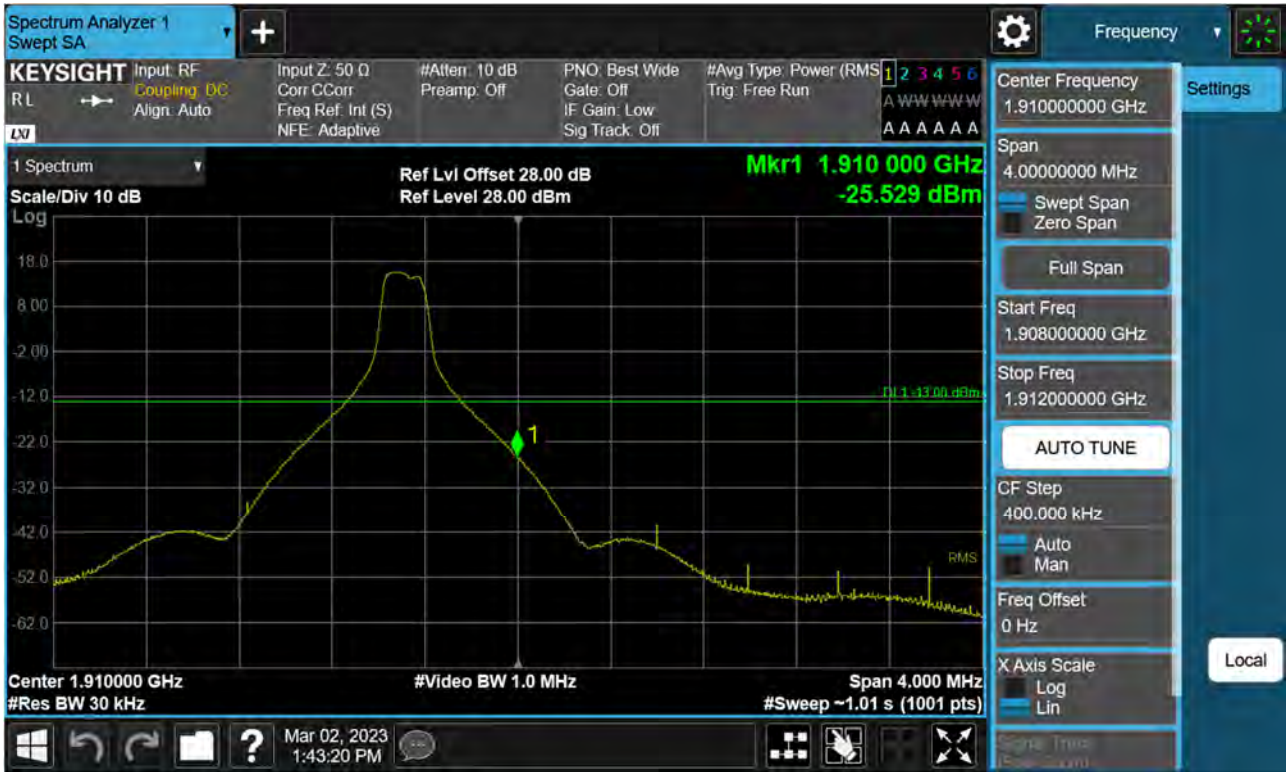 Spectrum Analyzer 1
Swept SA
Frequency
KEYSIGHT
RL
LXI
Input: RF
Coupling: DC
Align: Auto
Input Z: 50 Ω
Corr CCorr
Freq Ref: Int (S)
NFE: Adaptive
#Atten: 10 dB
Preamp: Off
PNO: Best Wide
Gate: Off
IF Gain: Low
Sig Track: Off
#Avg Type: Power (RMS
Trig: Free Run
1 2 3 4 5 6
A W W W W W
A A A A A A
1 Spectrum
Scale/Div 10 dB
Log
Ref Lvl Offset 28.00 dB
Ref Level 28.00 dBm
Mkr1 1.910 000 GHz
-25.529 dBm
18.0
8.00
-2.00
-12.0
-22.0
-32.0
-42.0
-52.0
-62.0
DL1 -13.00 dBm
1
RMS
Center 1.910000 GHz
#Res BW 30 kHz
#Video BW 1.0 MHz
Span 4.000 MHz
#Sweep ~1.01 s (1001 pts)
Center Frequency
1.910000000 GHz
Settings
Span
4.00000000 MHz
Swept Span
Zero Span
Full Span
Start Freq
1.908000000 GHz
Stop Freq
1.912000000 GHz
AUTO TUNE
CF Step
400.000 kHz
Auto
Man
Freq Offset
0 Hz
X Axis Scale
Log
Lin
Local
?
Mar 02, 2023
1:43:20 PM